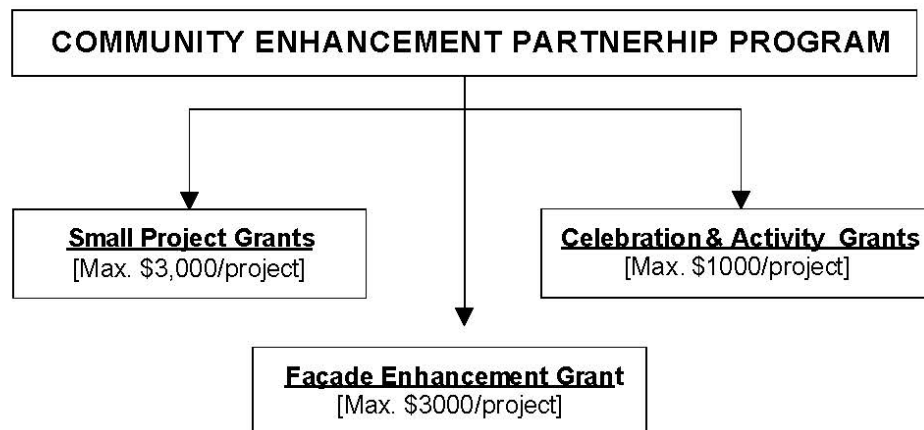 COMMUNITY ENHANCEMENT PARTNERHIP PROGRAM
Small Project Grants
[Max. $3,000/project]
Celebration & Activity Grants
[Max. $1000/project]
Façade Enhancement Grant
[Max. $3000/project]